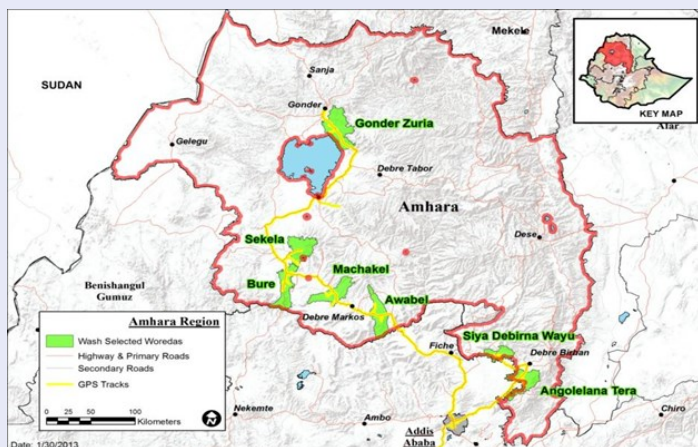 Mekele
SUDAN
Sanja
KEY MAP
Afar
Gonder
Gonder Zuria
Gelegu
Debre Tabor
Amhara
Dese
Sekela
Machakel
Benishangul
Gumuz
Bure
Awabel
Debre Markos
Amhara Region
Wash Selected Woredas
Highway & Primary Roads
Secondary Roads
GPS Tracks
0 25 50 100
Kilometers
N
Siya Debirna Wayu
Fiche
Debre Birhan
Angolelana Tera
Nekemte
Ambo
Addis
Ababa
Chiro
Date: 1/30/2013